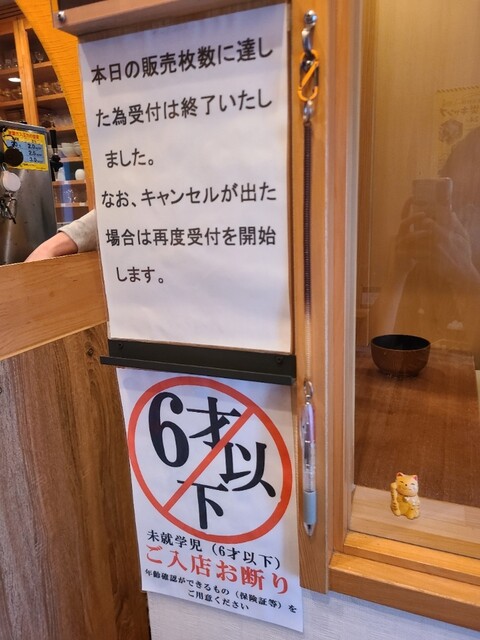 本日の販売枚数に達し
た為受付は終了いたし
ました。
なお、キャンセルが出た
場合は再度受付を開始
します。
6才以下
未就学児（6才以下）
ご入店お断り
年齢確認ができるもの（保険証等）を
ご用意ください